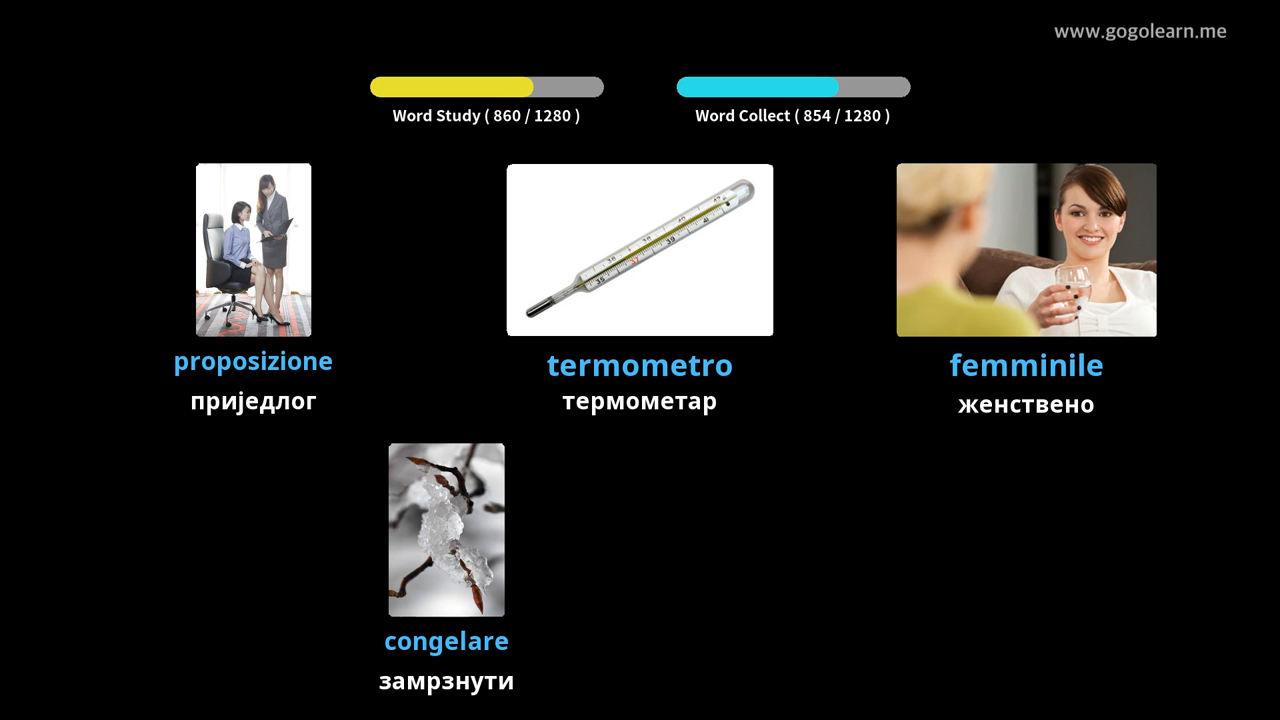 www.gogolearn.me
Word Study ( 860 / 1280 )
Word Collect ( 854 / 1280 )
proposizione
приједлог
termometro
термометар
femminile
женствено
congelare
замрзнути